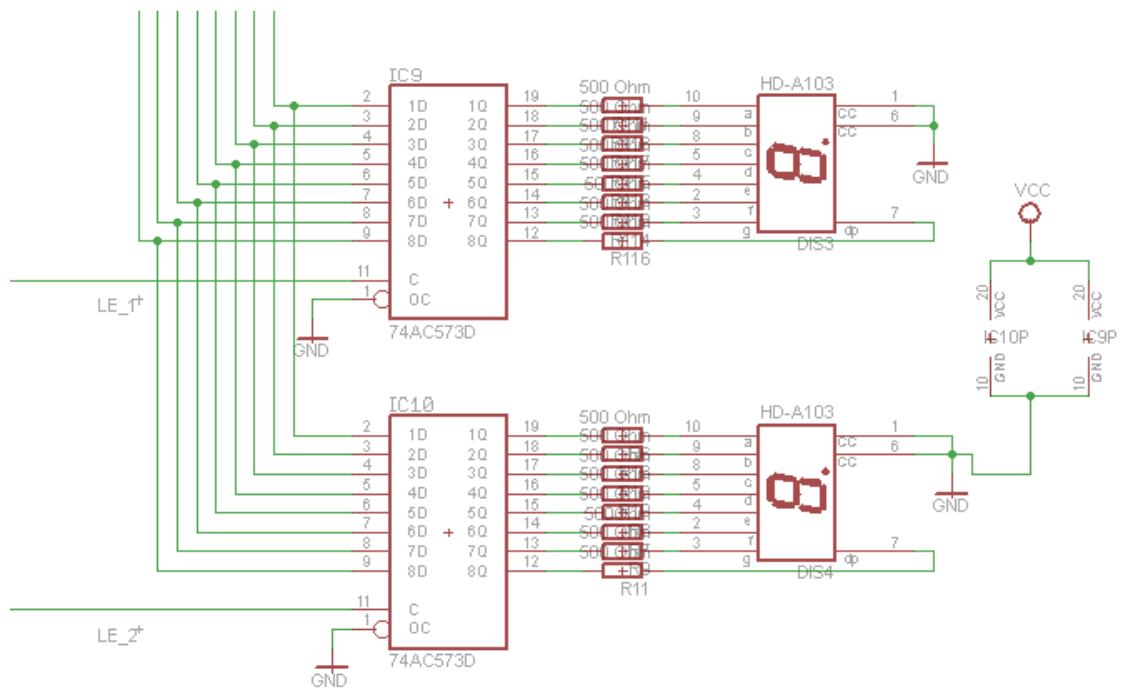 IC9
2 1D 1Q 19
3 2D 2Q 18
4 3D 3Q 17
5 4D 4Q 16
6 5D 5Q 15
7 6D 6Q 14
8 7D 7Q 13
9 8D 8Q 12
11 C
1 OC
74AC573D
GND
LE_1
500 Ohm
R116
HD-A103
10 a CC 1
9 b CC 6
8 c
5 d
4 e
2 f
3 g dp 7
DIS3
GND
VCC
20 VCC
20 VCC
IC10P
IC9P
10 GND
10 GND
IC10
2 1D 1Q 19
3 2D 2Q 18
4 3D 3Q 17
5 4D 4Q 16
6 5D 5Q 15
7 6D 6Q 14
8 7D 7Q 13
9 8D 8Q 12
11 C
1 OC
74AC573D
GND
LE_2
500 Ohm
R11
HD-A103
10 a CC 1
9 b CC 6
8 c
5 d
4 e
2 f
3 g dp 7
DIS4
GND